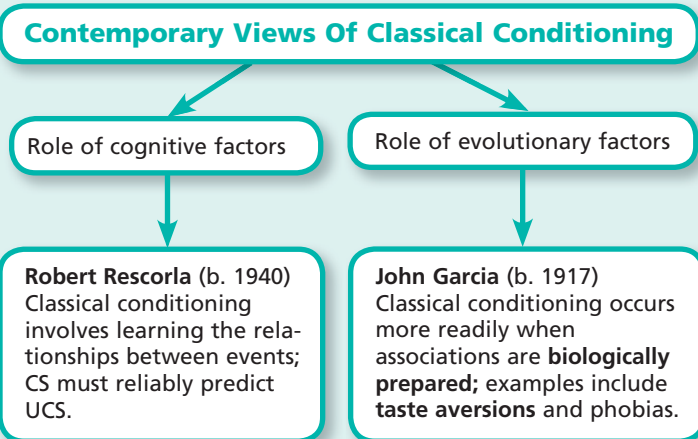 Contemporary Views Of Classical Conditioning
Role of cognitive factors
Role of evolutionary factors
Robert Rescorla (b. 1940)
Classical conditioning
involves learning the rela-
tionships between events;
CS must reliably predict
UCS.
John Garcia (b. 1917)
Classical conditioning occurs
more readily when
associations are biologically
prepared; examples include
taste aversions and phobias.